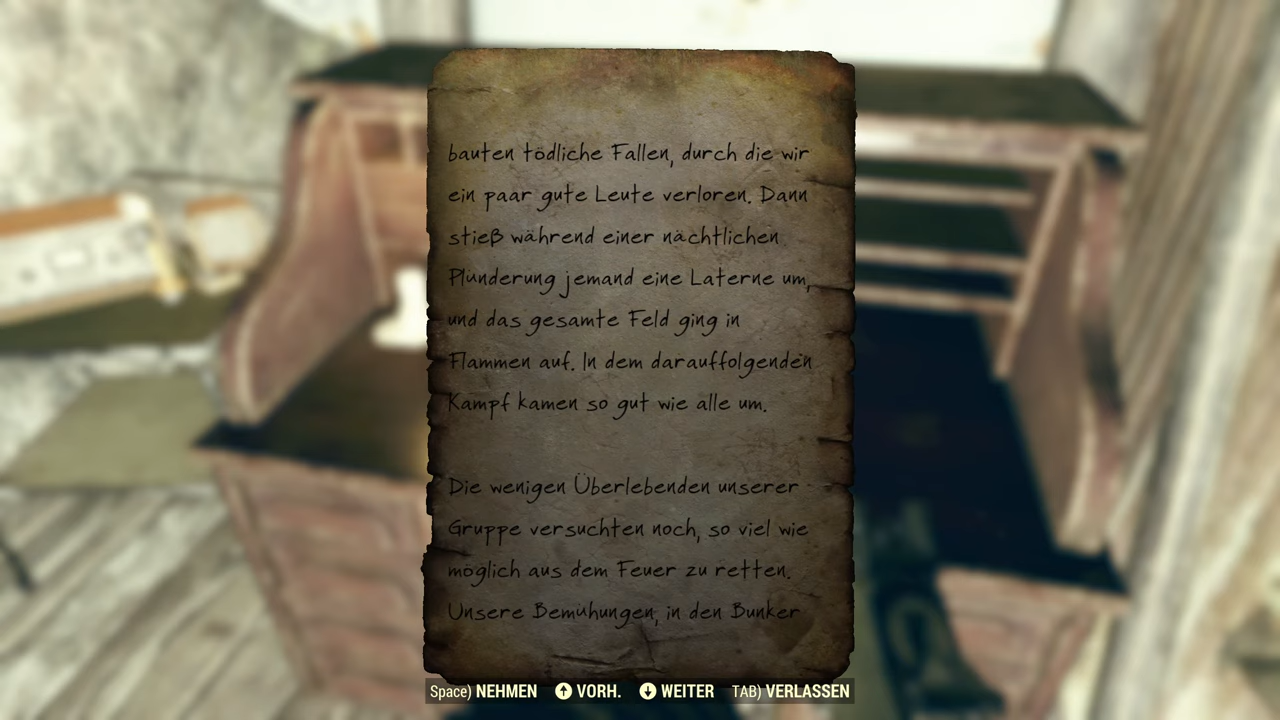 bauten tödliche Fallen, durch die wir
ein paar gute Leute verloren. Dann
stieß während einer nächtlichen
Plünderung jemand eine Laterne um,
und das gesamte Feld ging in
Flammen auf. In dem darauffolgenden
Kampf kamen so gut wie alle um.
Die wenigen Überlebenden unserer
Gruppe versuchten noch, so viel wie
möglich aus dem Feuer zu retten.
Unsere Bemühungen, in den Bunker
Space) NEHMEN VORH. WEITER TAB) VERLASSEN